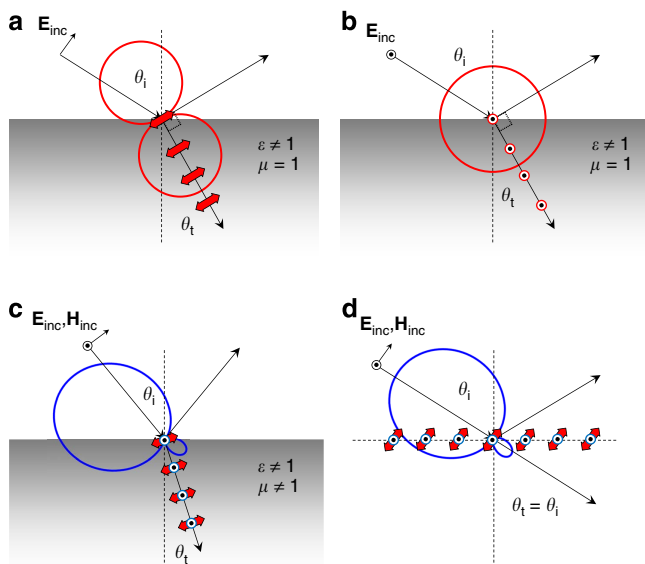 a
E_inc
θ_i
ε ≠ 1
μ = 1
θ_t
b
E_inc
θ_i
ε ≠ 1
μ = 1
θ_t
c
E_inc,H_inc
θ_i
ε ≠ 1
μ ≠ 1
θ_t
d
E_inc,H_inc
θ_i
θ_t = θ_i